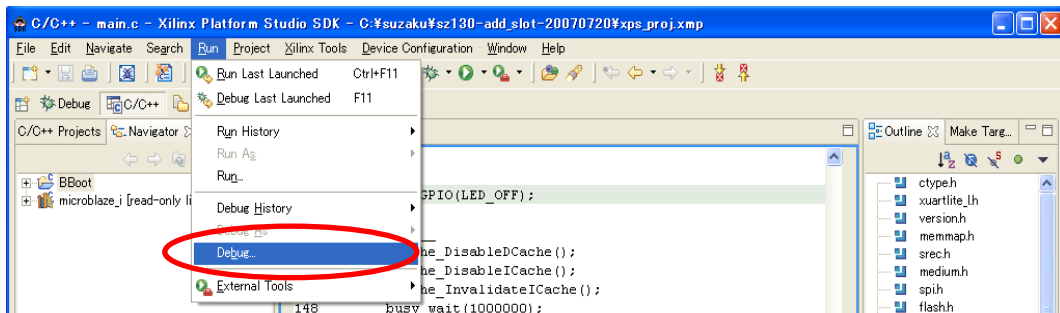 C/C++ - main.c - Xilinx Platform Studio SDK - C:¥suzaku¥sz130-add_slot-20070720¥xps_proj.xmp
File Edit Navigate Search Run Project Xilinx Tools Device Configuration Window Help
Debug C/C++
C/C++ Projects Navigator
BBoot
microblaze_i [read-only li
Run Last Launched Ctrl+F11
Debug Last Launched F11
Run History
Run As
Run...
Debug History
Debug As
Debug...
External Tools
GPIO(LED_OFF);
he_DisableDCache();
he_DisableICache();
he_InvalidateICache();
148 busy_wait(1000000);
Outline Make Targ...
ctype.h
xuartlite_l.h
version.h
memmap.h
srec.h
medium.h
spi.h
flash.h